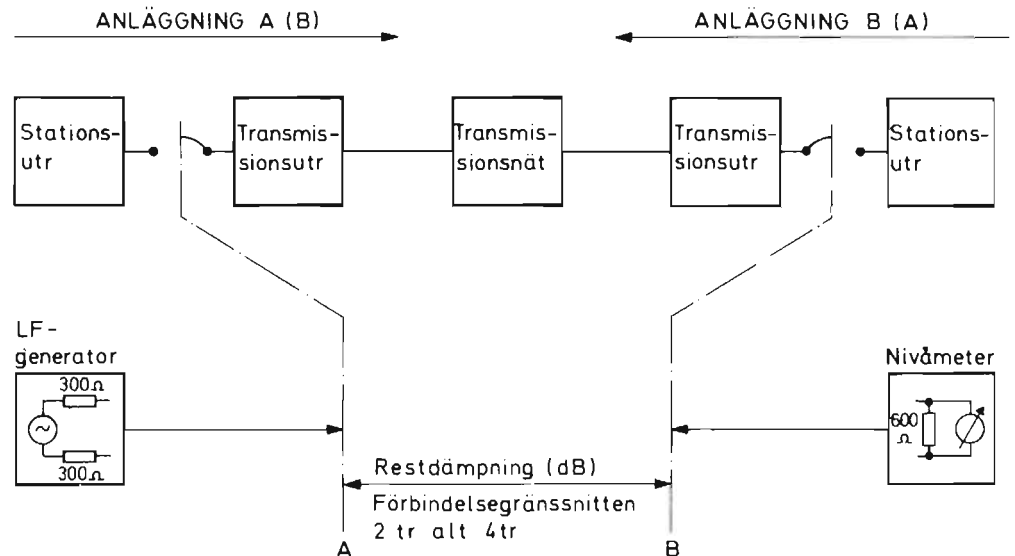 ANLÄGGNING A (B)
ANLÄGGNING B (A)
Stations-
utr
Transmis-
sionsutr
Transmis-
sionsnät
Transmis-
sionsutr
Stations-
utr
LF-
generator
300Ω
300Ω
Nivåmeter
600
Ω
Restdämpning (dB)
Förbindelsegränssnitten
2 tr alt 4tr
A
B